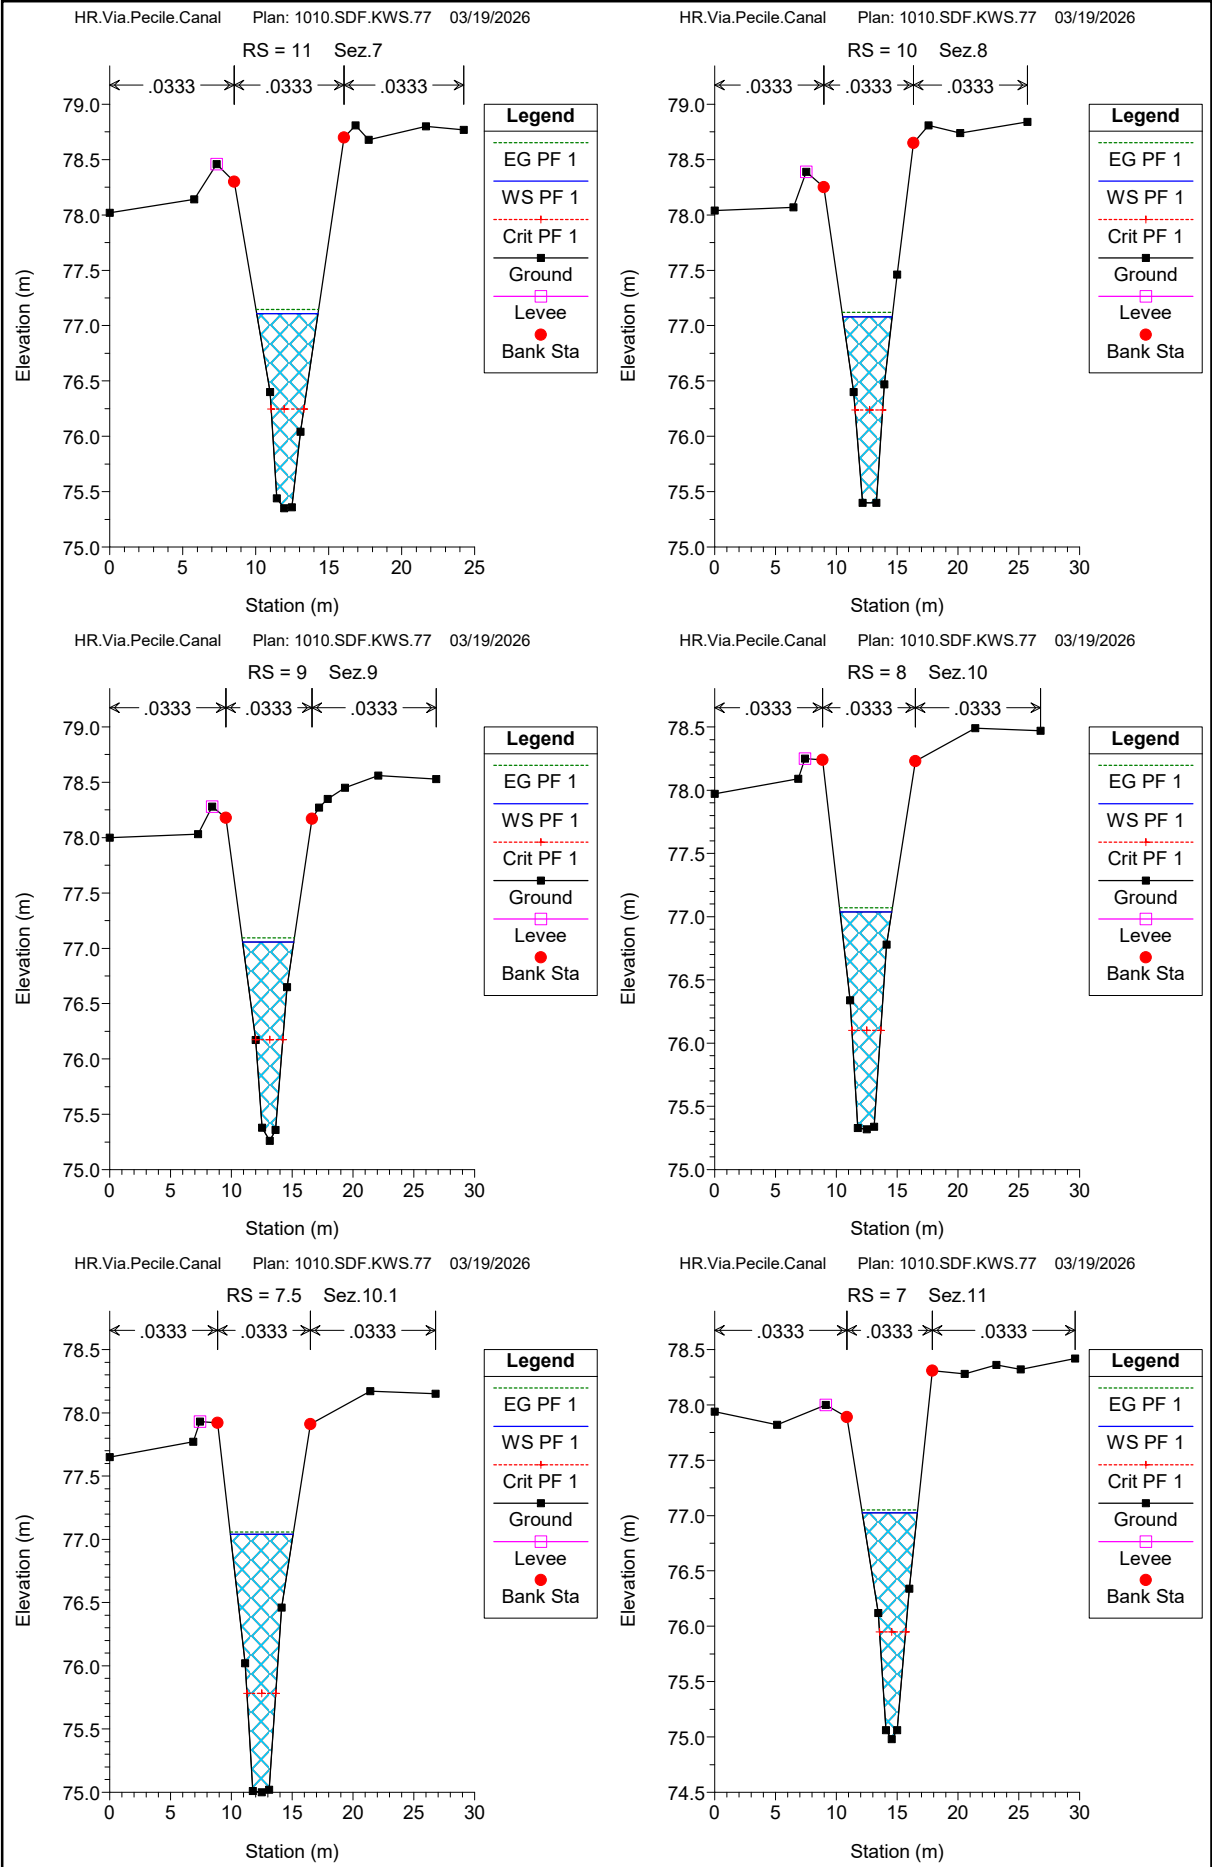 HR.Via.Pecile.Canal Plan: 1010.SDF.KWS.77 03/19/2026
RS = 11 Sez.7
.0333 .0333 .0333
79.0
78.5
78.0
77.5
77.0
76.5
76.0
75.5
75.0
Elevation (m)
0 5 10 15 20 25
Station (m)
Legend
EG PF 1
WS PF 1
Crit PF 1
Ground
Levee
Bank Sta
HR.Via.Pecile.Canal Plan: 1010.SDF.KWS.77 03/19/2026
RS = 10 Sez.8
.0333 .0333 .0333
79.0
78.5
78.0
77.5
77.0
76.5
76.0
75.5
75.0
Elevation (m)
0 5 10 15 20 25 30
Station (m)
Legend
EG PF 1
WS PF 1
Crit PF 1
Ground
Levee
Bank Sta
HR.Via.Pecile.Canal Plan: 1010.SDF.KWS.77 03/19/2026
RS = 9 Sez.9
.0333 .0333 .0333
79.0
78.5
78.0
77.5
77.0
76.5
76.0
75.5
75.0
Elevation (m)
0 5 10 15 20 25 30
Station (m)
Legend
EG PF 1
WS PF 1
Crit PF 1
Ground
Levee
Bank Sta
HR.Via.Pecile.Canal Plan: 1010.SDF.KWS.77 03/19/2026
RS = 8 Sez.10
.0333 .0333 .0333
78.5
78.0
77.5
77.0
76.5
76.0
75.5
75.0
Elevation (m)
0 5 10 15 20 25 30
Station (m)
Legend
EG PF 1
WS PF 1
Crit PF 1
Ground
Levee
Bank Sta
HR.Via.Pecile.Canal Plan: 1010.SDF.KWS.77 03/19/2026
RS = 7.5 Sez.10.1
.0333 .0333 .0333
78.5
78.0
77.5
77.0
76.5
76.0
75.5
75.0
Elevation (m)
0 5 10 15 20 25 30
Station (m)
Legend
EG PF 1
WS PF 1
Crit PF 1
Ground
Levee
Bank Sta
HR.Via.Pecile.Canal Plan: 1010.SDF.KWS.77 03/19/2026
RS = 7 Sez.11
.0333 .0333 .0333
78.5
78.0
77.5
77.0
76.5
76.0
75.5
75.0
74.5
Elevation (m)
0 5 10 15 20 25 30
Station (m)
Legend
EG PF 1
WS PF 1
Crit PF 1
Ground
Levee
Bank Sta